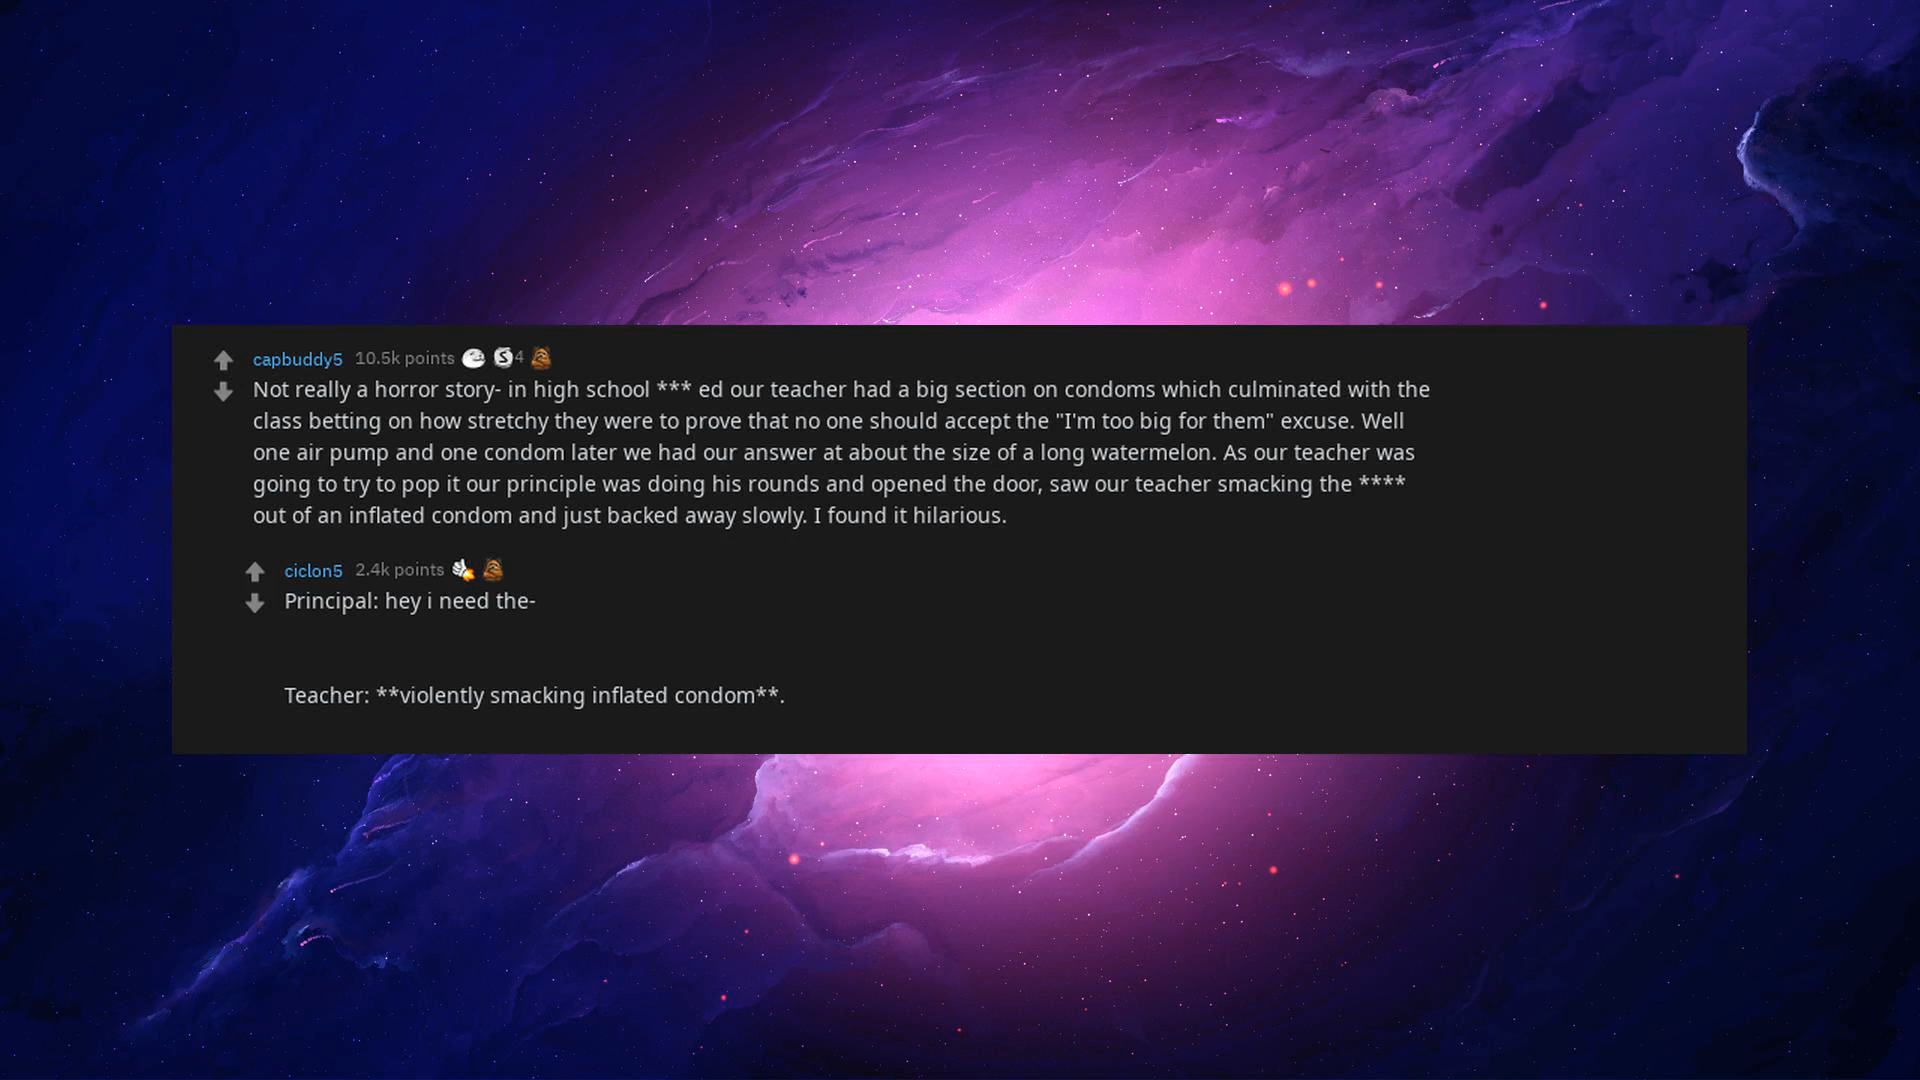 capbuddy5 10.5k points 4
Not really a horror story- in high school *** ed our teacher had a big section on condoms which culminated with the
class betting on how stretchy they were to prove that no one should accept the "I'm too big for them" excuse. Well
one air pump and one condom later we had our answer at about the size of a long watermelon. As our teacher was
going to try to pop it our principle was doing his rounds and opened the door, saw our teacher smacking the ****
out of an inflated condom and just backed away slowly. I found it hilarious.
ciclon5 2.4k points
Principal: hey i need the-
Teacher: **violently smacking inflated condom**.